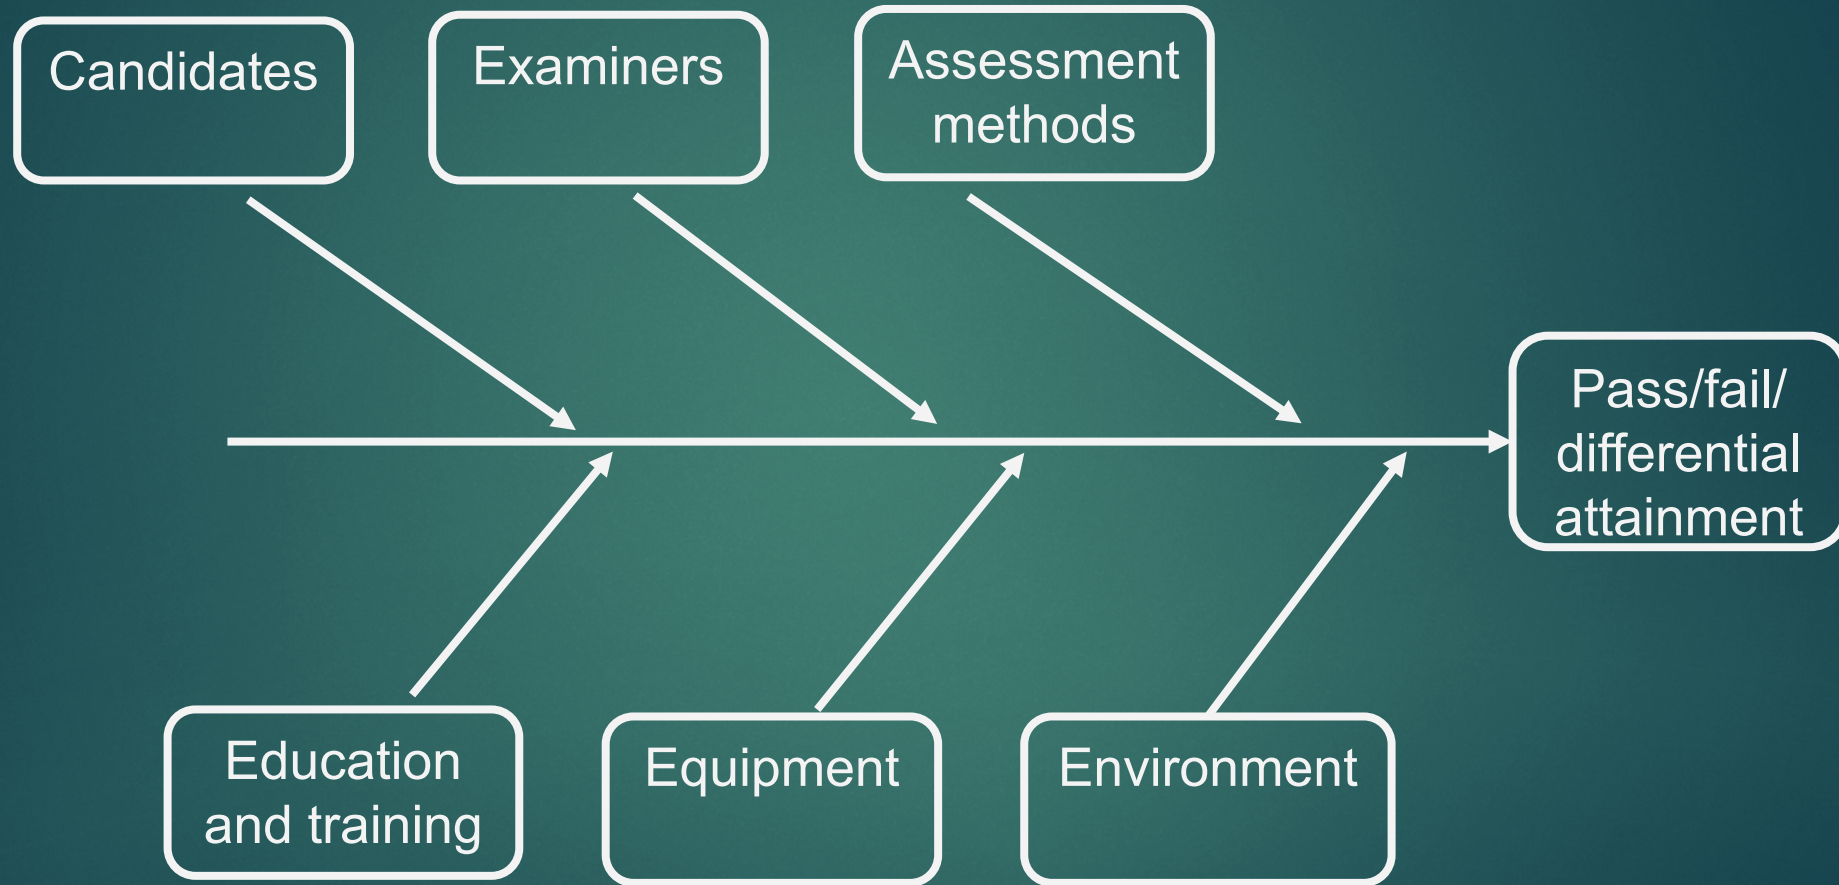 Candidates
Examiners
Assessment
methods
Pass/fail/
differential
attainment
Education
and training
Equipment
Environment